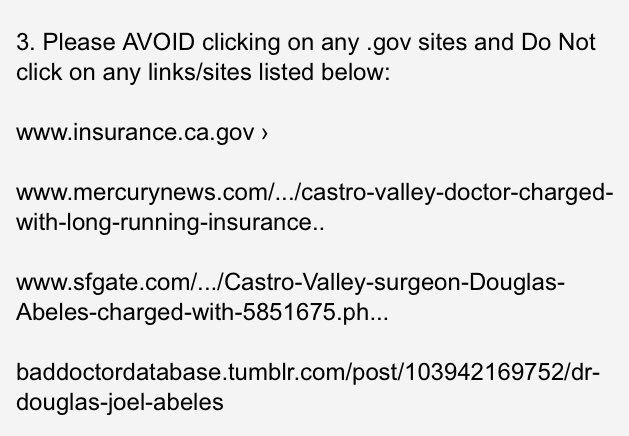 3. Please AVOID clicking on any .gov sites and Do Not
click on any links/sites listed below:
www.insurance.ca.gov ›
www.mercurynews.com/.../castro-valley-doctor-charged-
with-long-running-insurance..
www.sfgate.com/.../Castro-Valley-surgeon-Douglas-
Abeles-charged-with-5851675.ph...
baddoctordatabase.tumblr.com/post/103942169752/dr-
douglas-joel-abeles